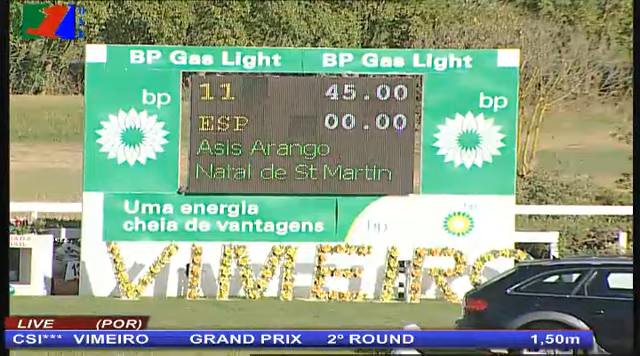 BP Gas Light BP Gas Light
11 45.00
ESP 00.00
Asis Arango
Natal de St Martin
bp
bp
Uma energia
cheia de vantagens
bp
VIMEIRO
LIVE (POR)
CSI*** VIMEIRO GRAND PRIX 2º ROUND 1,50m